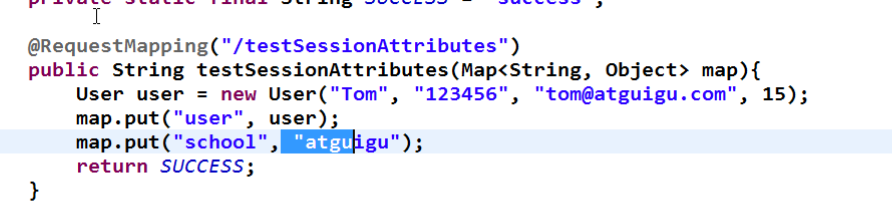 private static final String SUCCESS = "success";
@RequestMapping("/testSessionAttributes")
public String testSessionAttributes(Map<String, Object> map){
User user = new User("Tom", "123456", "tom@atguigu.com", 15);
map.put("user", user);
map.put("school", "atguigu");
return SUCCESS;
}